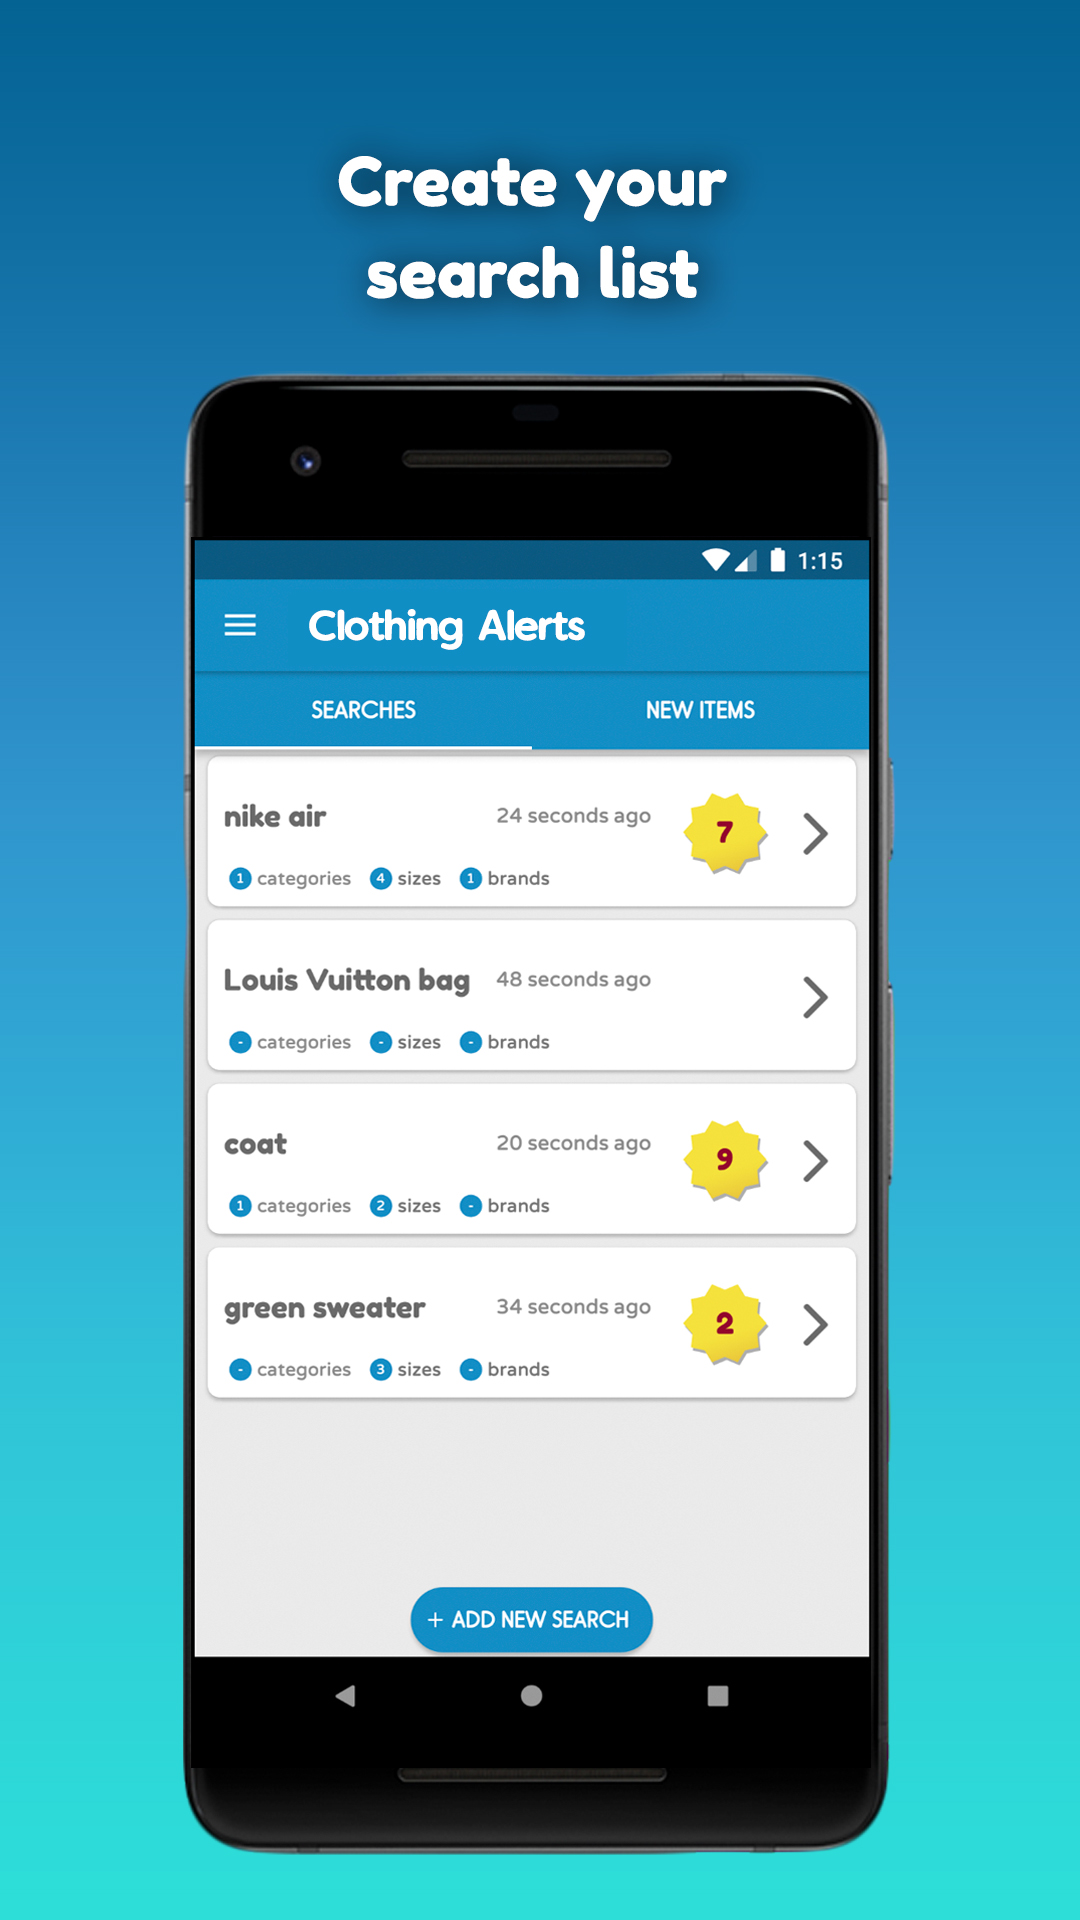 Create your
search list
1:15
Clothing Alerts
SEARCHES NEW ITEMS
nike air 24 seconds ago 7
1 categories 4 sizes 1 brands
Louis Vuitton bag 48 seconds ago
- categories - sizes - brands
coat 20 seconds ago 9
1 categories 2 sizes - brands
green sweater 34 seconds ago 2
- categories 3 sizes - brands
+ ADD NEW SEARCH